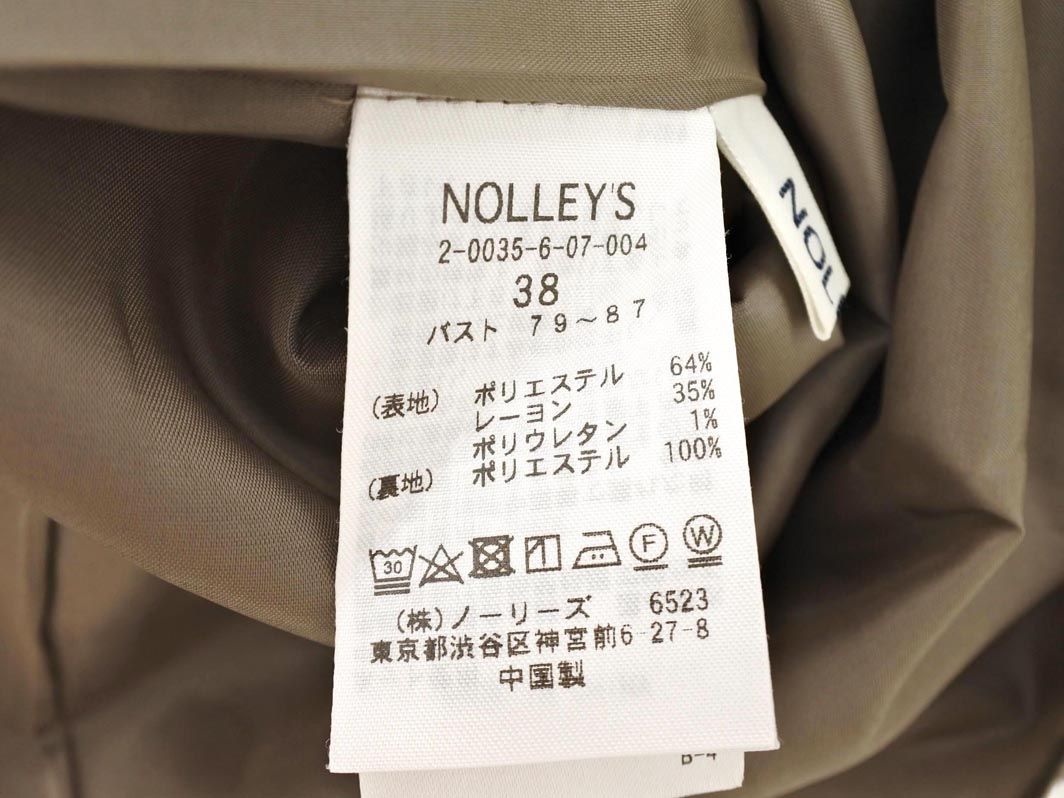 NOLLEY'S
2-0035-6-07-004
38
バスト 79~87
(表地) ポリエステル 64%
レーヨン 35%
ポリウレタン 1%
(裏地) ポリエステル 100%
30 F W
(株)ノーリーズ 6523
東京都渋谷区神宮前6-27-8
中国製
B-4